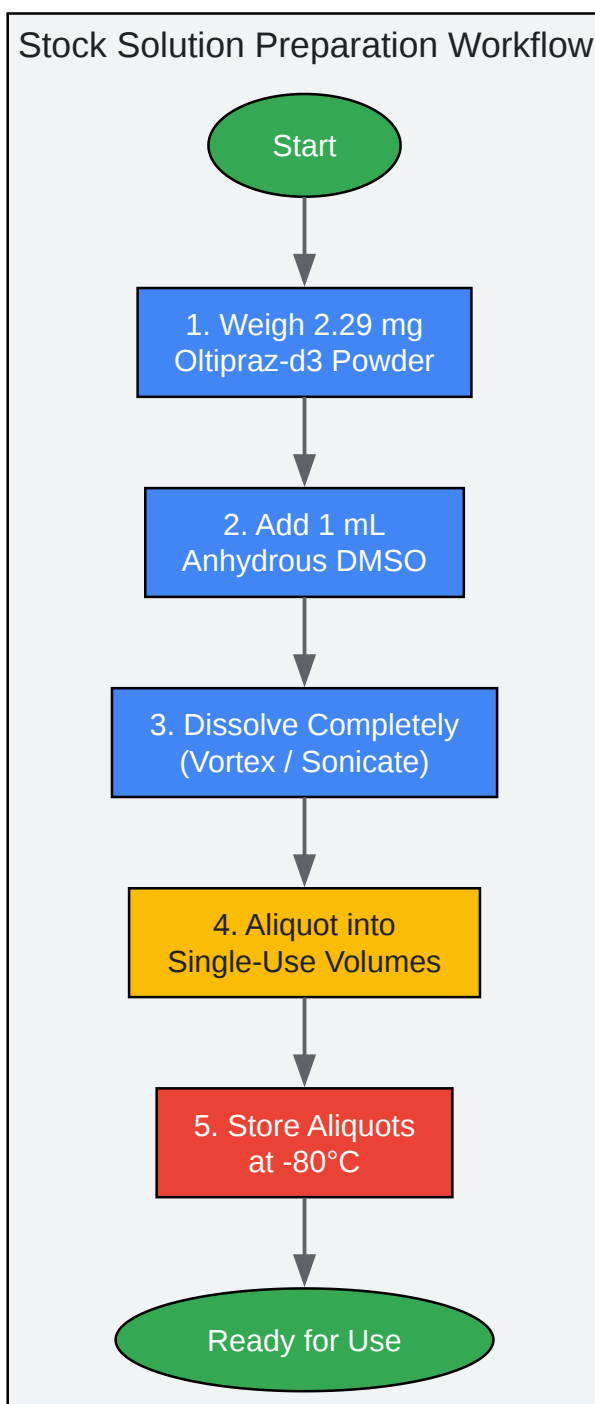 Stock Solution Preparation Workflow
Start
1. Weigh 2.29 mg
Oltipraz-d3 Powder
2. Add 1 mL
Anhydrous DMSO
3. Dissolve Completely
(Vortex / Sonicate)
4. Aliquot into
Single-Use Volumes
5. Store Aliquots
at -80°C
Ready for Use